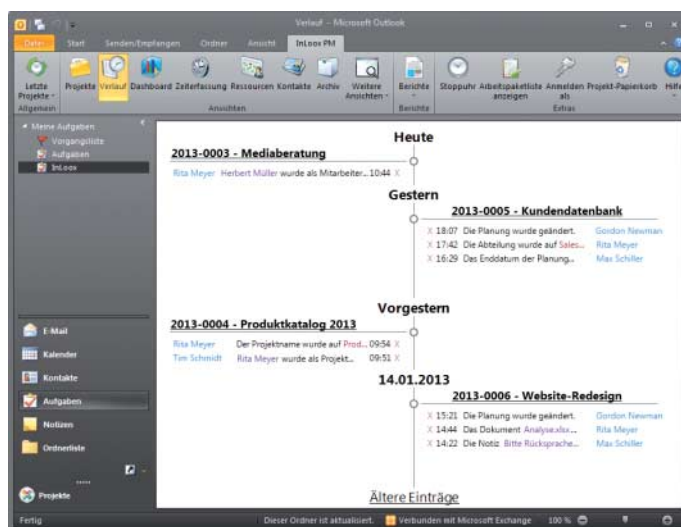 Verlauf - Microsoft Outlook
Datei Start Senden/Empfangen Ordner Ansicht InLoox PM
Letzte Projekte Projekte Verlauf Dashboard Zeiterfassung Ressourcen Kontakte Archiv Weitere Ansichten Berichte Stoppuhr Arbeitspaketliste anzeigen Anmelden als Projekt-Papierkorb Hilfe
Allgemein Ansichten Berichte Extras
Meine Aufgaben
Vorgangsliste
Aufgaben
InLoox
E-Mail
Kalender
Kontakte
Aufgaben
Notizen
Ordnerliste
Projekte
Heute
2013-0003 - Mediaberatung
Rita Meyer Herbert Müller wurde als Mitarbeiter... 10:44 X
Gestern
2013-0005 - Kundendatenbank
X 18:07 Die Planung wurde geändert. Gordon Newman
X 17:42 Die Abteilung wurde auf Sales... Rita Meyer
X 16:29 Das Enddatum der Planung... Max Schiller
Vorgestern
2013-0004 - Produktkatalog 2013
Rita Meyer Der Projektname wurde auf Prod... 09:54 X
Tim Schmidt Rita Meyer wurde als Projekt... 09:51 X
14.01.2013
2013-0006 - Website-Redesign
X 15:21 Die Planung wurde geändert. Gordon Newman
X 14:44 Das Dokument Analyse.xlsx... Rita Meyer
X 14:22 Die Notiz Bitte Rücksprache... Max Schiller
Ältere Einträge
Fertig Dieser Ordner ist aktualisiert. Verbunden mit Microsoft Exchange 100 %